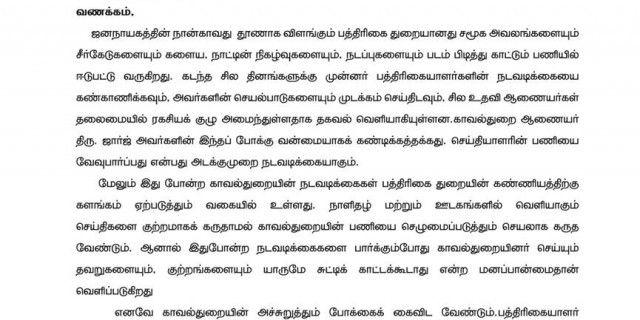 வணக்கம்.
ஜனநாயகத்தின் நான்காவது தூணாக விளங்கும் பத்திரிகை துறையானது சமூக அவலங்களையும்
சீர்கேடுகளையும் களைய, நாட்டின் நிகழ்வுகளையும், நடப்புகளையும் படம் பிடித்து காட்டும் பணியில்
ஈடுபட்டு வருகிறது. கடந்த சில தினங்களுக்கு முன்னர் பத்திரிகையாளர்களின் நடவடிக்கையை
கண்காணிக்கவும், அவர்களின் செயல்பாடுகளையும் முடக்கம் செய்திடவும், சில உதவி ஆணையர்கள்
தலைமையில் ரகசியக் குழு அமைந்துள்ளதாக தகவல் வெளியாகியுள்ளன.காவல்துறை ஆணையர்
திரு. ஜார்ஜ் அவர்களின் இந்தப் போக்கு வன்மையாகக் கண்டிக்கத்தக்கது. செய்தியாளரின் பணியை
வேவுபார்ப்பது என்பது அடக்குமுறை நடவடிக்கையாகும்.
மேலும் இது போன்ற காவல்துறையின் நடவடிக்கைகள் பத்திரிகை துறையின் கண்ணியத்திற்கு
களங்கம் ஏற்படுத்தும் வகையில் உள்ளது. நாளிதழ் மற்றும் ஊடகங்களில் வெளியாகும்
செய்திகளை குற்றமாகக் கருதாமல் காவல்துறையின் பணியை செழுமைப்படுத்தும் செயலாக கருத
வேண்டும். ஆனால் இதுபோன்ற நடவடிக்கைகளை பார்க்கும்போது காவல்துறையினர் செய்யும்
தவறுகளையும், குற்றங்களையும் யாருமே சுட்டிக் காட்டக்கூடாது என்ற மனப்பான்மைதான்
வெளிப்படுகிறது
எனவே காவல்துறையின் அச்சுறுத்தும் போக்கைக் கைவிட வேண்டும்.பத்திரிகையாளர்